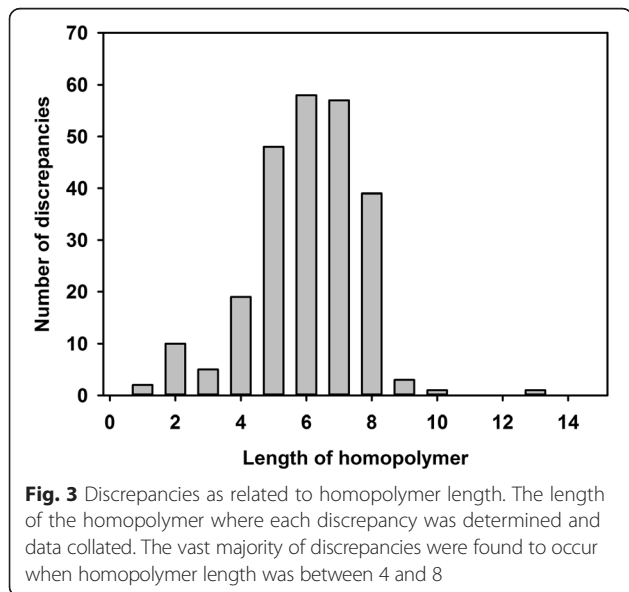 70
60
50
40
30
20
10
0
Number of discrepancies
0 2 4 6 8 10 12 14
Length of homopolymer
Fig. 3 Discrepancies as related to homopolymer length. The length
of the homopolymer where each discrepancy was determined and
data collated. The vast majority of discrepancies were found to occur
when homopolymer length was between 4 and 8